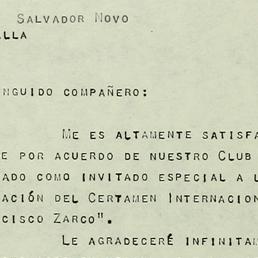 Salvador Novo
alla
nguido compañero:
Me es altamente satisfa
e por acuerdo de nuestro Club
ado como invitado especial a l
ación del Certamen Internacion
cisco Zarco".
Le agradeceré infinitam